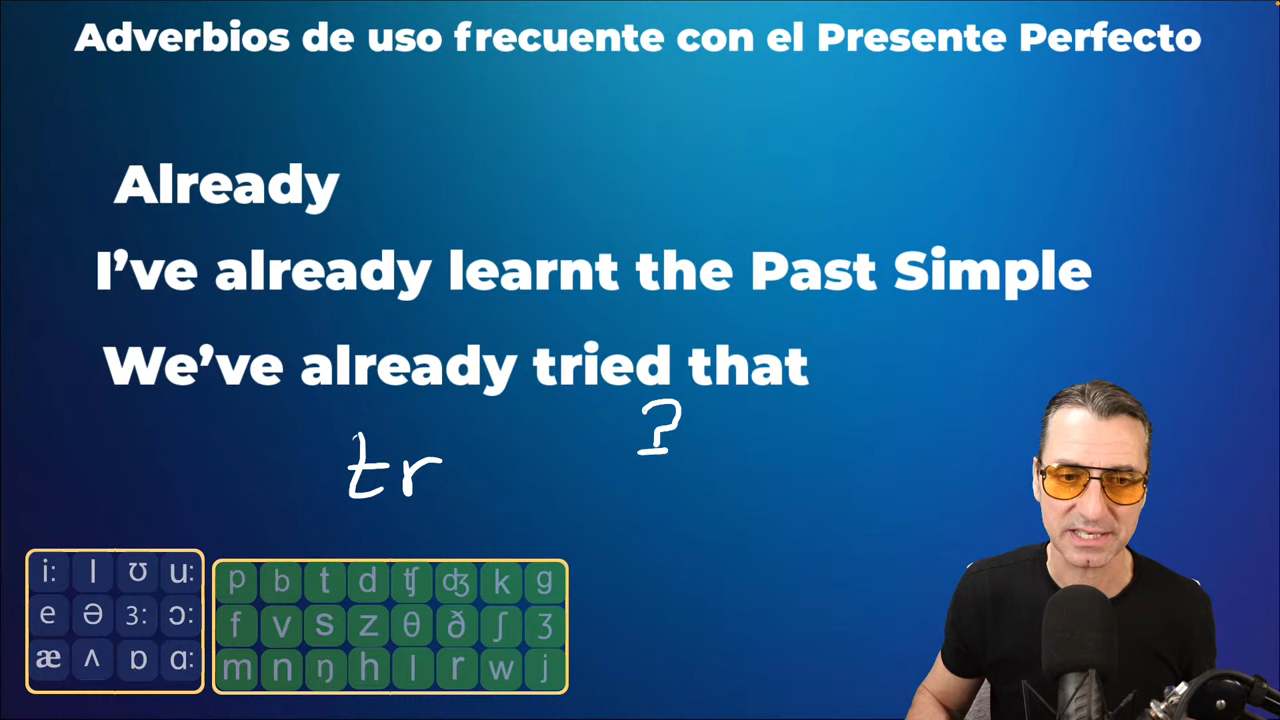 Adverbios de uso frecuente con el Presente Perfecto
Already
I’ve already learnt the Past Simple
We’ve already tried that
?
tr
i: I ʊ u:
e ə ɜ: ɔ:
æ ʌ ɒ ɑ:
p b t d ʧ ʤ k g
f v s z θ ð ʃ ʒ
m n ŋ h l r w j